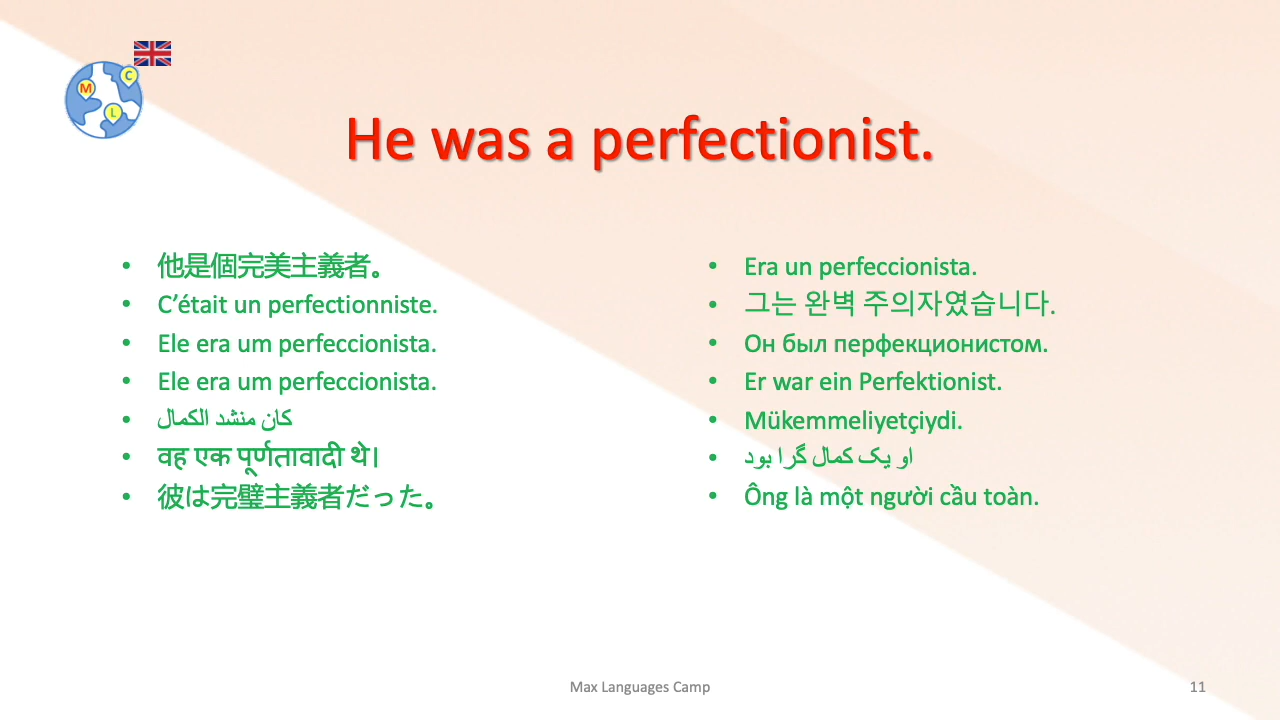 M
C
L
He was a perfectionist.
他是個完美主義者。
C’était un perfectionniste.
Ele era um perfeccionista.
Ele era um perfeccionista.
كان منشد الكمال
वह एक पूर्णतावादी थे।
彼は完璧主義者だった。
Era un perfeccionista.
그는 완벽 주의자였습니다.
Он был перфекционистом.
Er war ein Perfektionist.
Mükemmeliyetçiydi.
او یک کمال گرا بود
Ông là một người cầu toàn.
Max Languages Camp
11